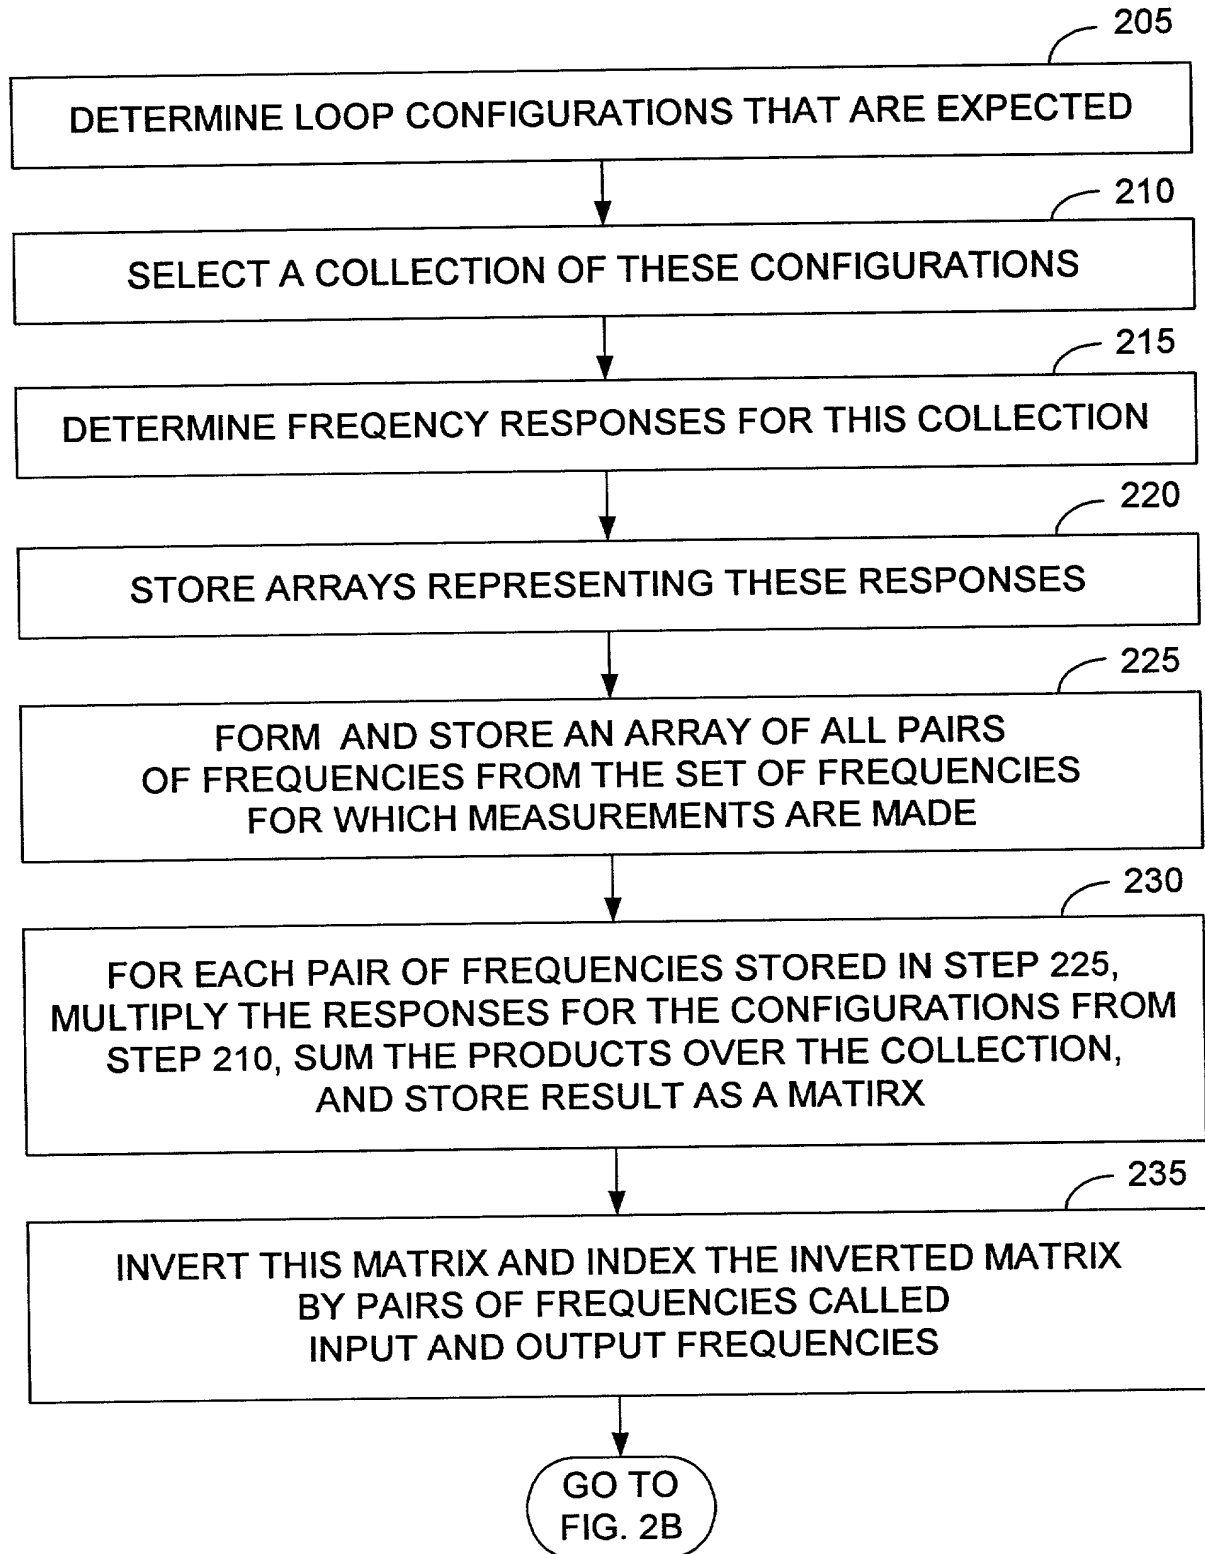 205
DETERMINE LOOP CONFIGURATIONS THAT ARE EXPECTED
210
SELECT A COLLECTION OF THESE CONFIGURATIONS
215
DETERMINE FREQENCY RESPONSES FOR THIS COLLECTION
220
STORE ARRAYS REPRESENTING THESE RESPONSES
225
FORM AND STORE AN ARRAY OF ALL PAIRS
OF FREQUENCIES FROM THE SET OF FREQUENCIES
FOR WHICH MEASUREMENTS ARE MADE
230
FOR EACH PAIR OF FREQUENCIES STORED IN STEP 225,
MULTIPLY THE RESPONSES FOR THE CONFIGURATIONS FROM
STEP 210, SUM THE PRODUCTS OVER THE COLLECTION,
AND STORE RESULT AS A MATIRX
235
INVERT THIS MATRIX AND INDEX THE INVERTED MATRIX
BY PAIRS OF FREQUENCIES CALLED
INPUT AND OUTPUT FREQUENCIES
GO TO
FIG. 2B